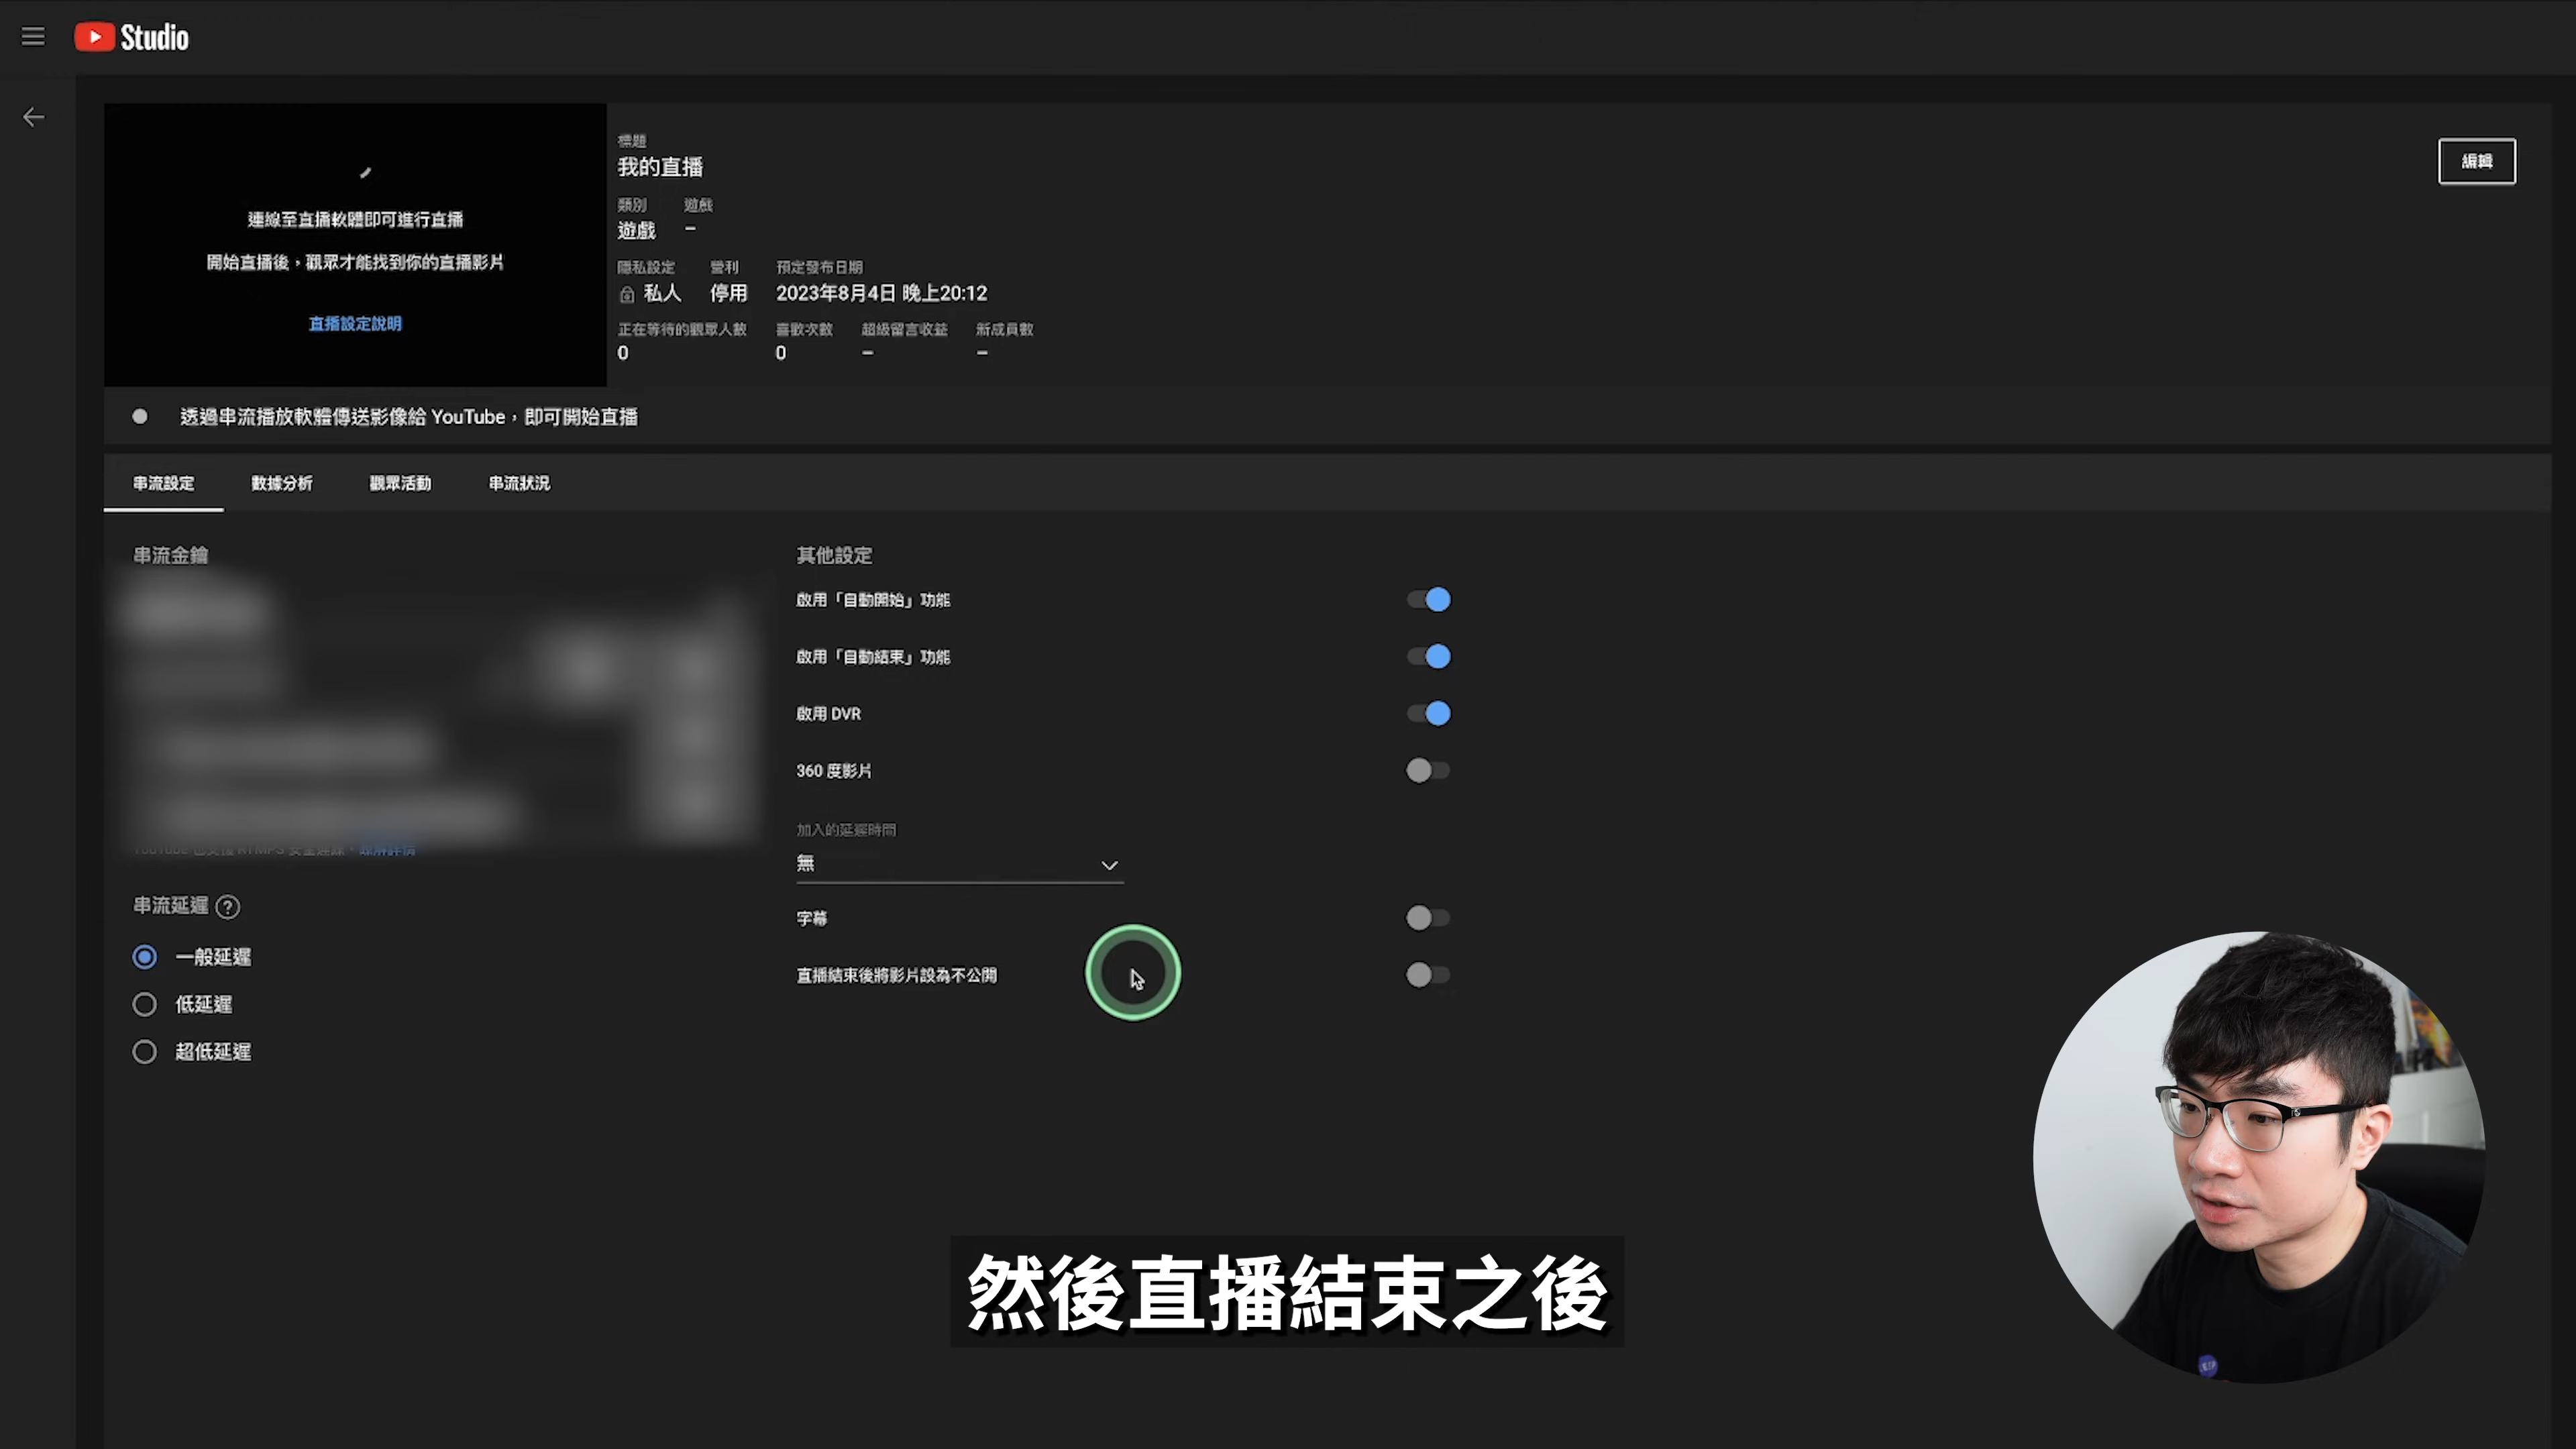 Studio
標題
我的直播
編輯
類別 遊戲
遊戲 –
隱私設定 營利 預定發布日期
私人 停用 2023年8月4日 晚上20:12
正在等待的觀眾人數 喜歡次數 超級留言收益 新成員數
0 0 – –
連線至直播軟體即可進行直播
開始直播後，觀眾才能找到你的直播影片
直播設定說明
透過串流播放軟體傳送影像給 YouTube，即可開始直播
串流設定 數據分析 觀眾活動 串流狀況
串流金鑰
串流延遲 ?
一般延遲
低延遲
超低延遲
其他設定
啟用「自動開始」功能
啟用「自動結束」功能
啟用 DVR
360 度影片
加入的延遲時間
無
字幕
直播結束後將影片設為不公開
然後直播結束之後